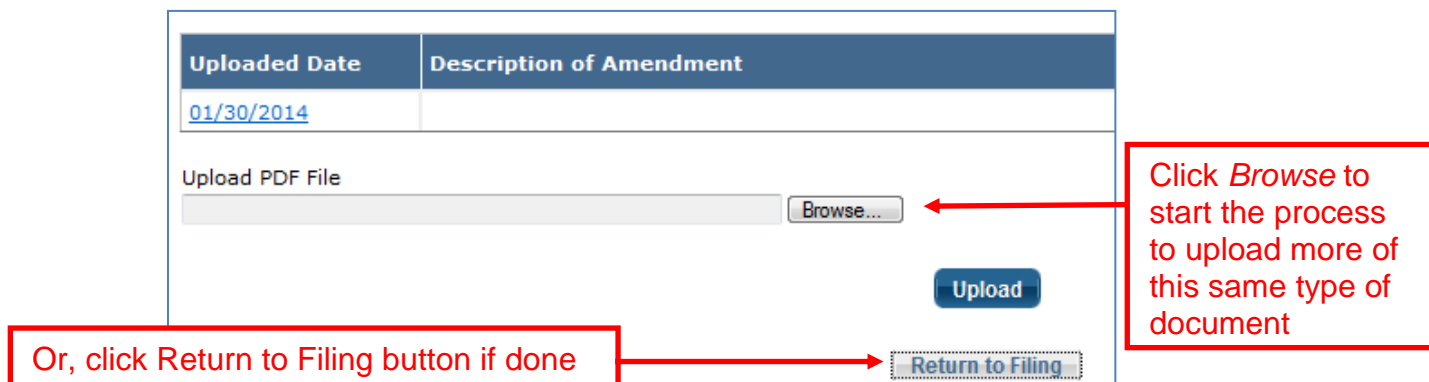 Uploaded Date Description of Amendment
01/30/2014
Upload PDF File
Browse...
Click Browse to
start the process
to upload more of
this same type of
document
Upload
Or, click Return to Filing button if done
Return to Filing